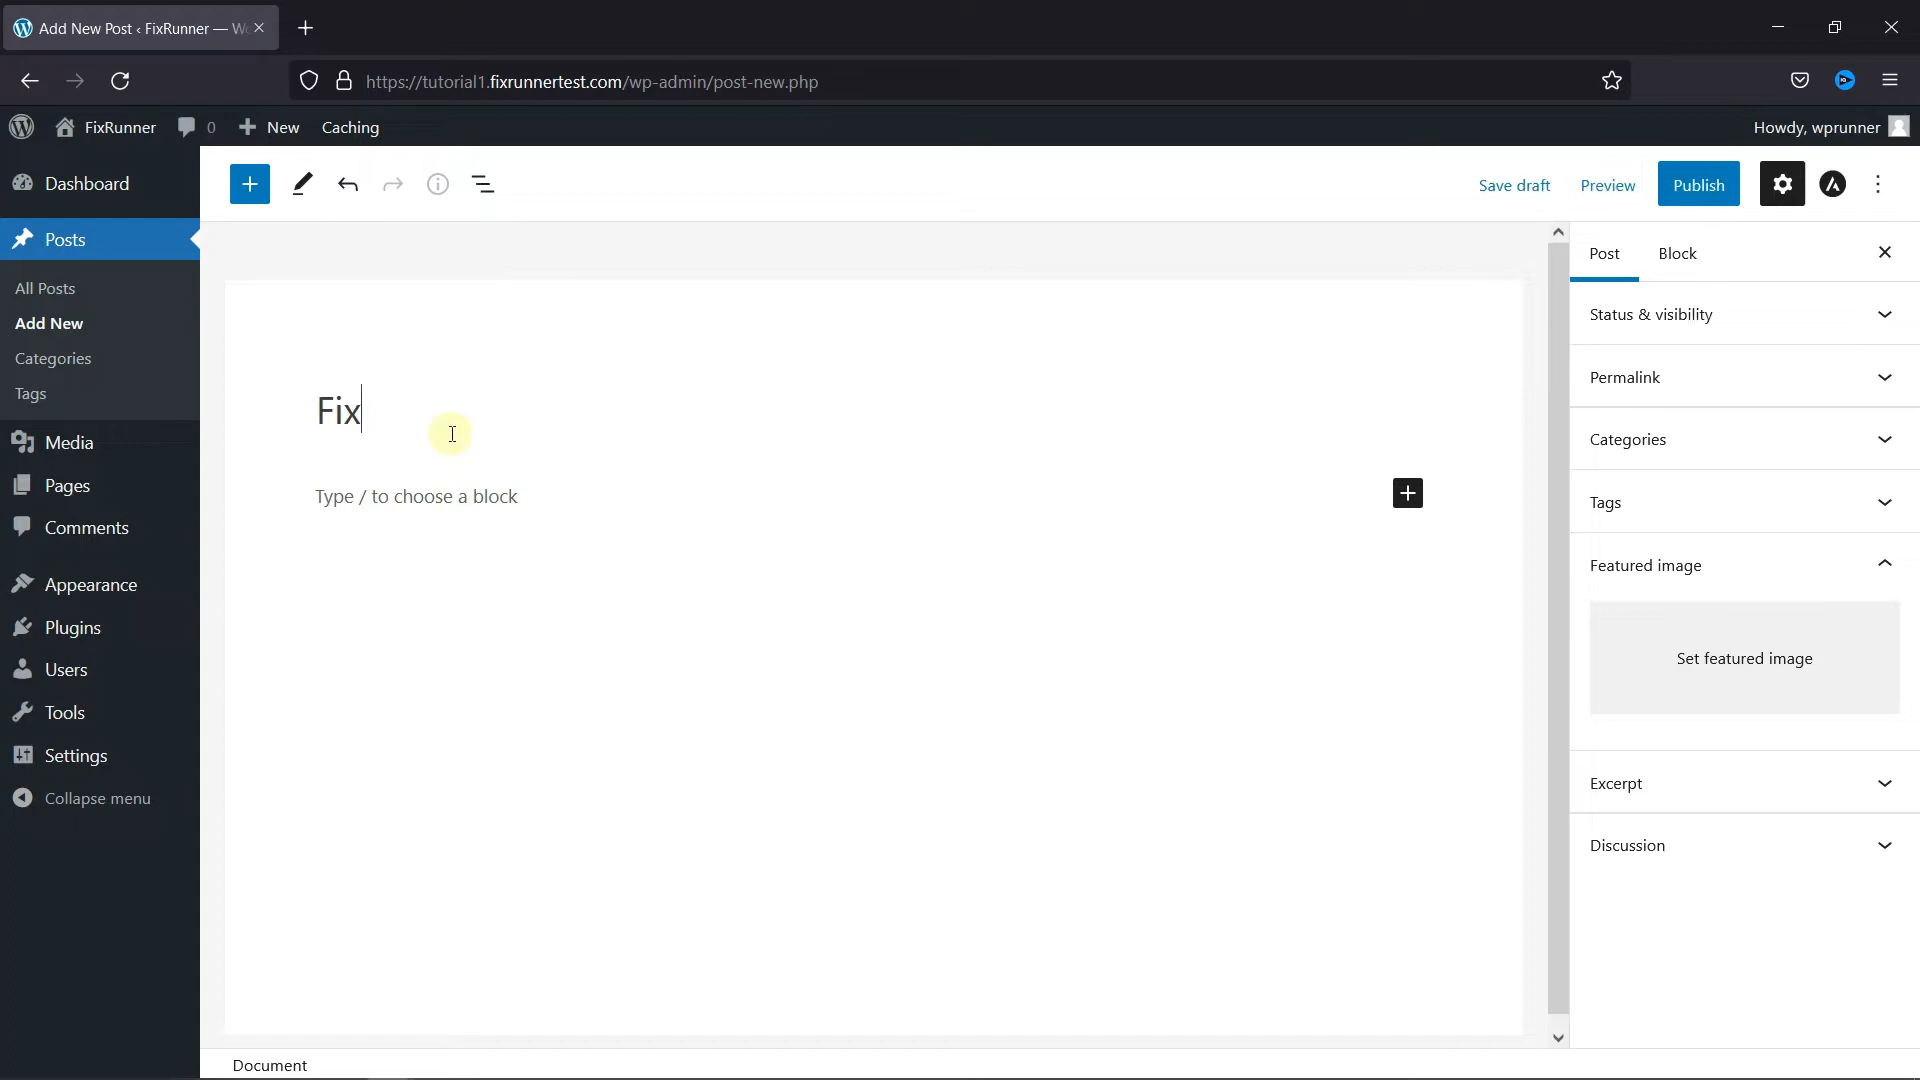 Add New Post ‹ FixRunner — Wo
https://tutorial1.fixrunnertest.com/wp-admin/post-new.php
FixRunner 0 New Caching Howdy, wprunner
Dashboard
Posts
All Posts
Add New
Categories
Tags
Media
Pages
Comments
Appearance
Plugins
Users
Tools
Settings
Collapse menu
Save draft Preview Publish
Fix
Type / to choose a block
Document
Post Block
Status & visibility
Permalink
Categories
Tags
Featured image
Set featured image
Excerpt
Discussion